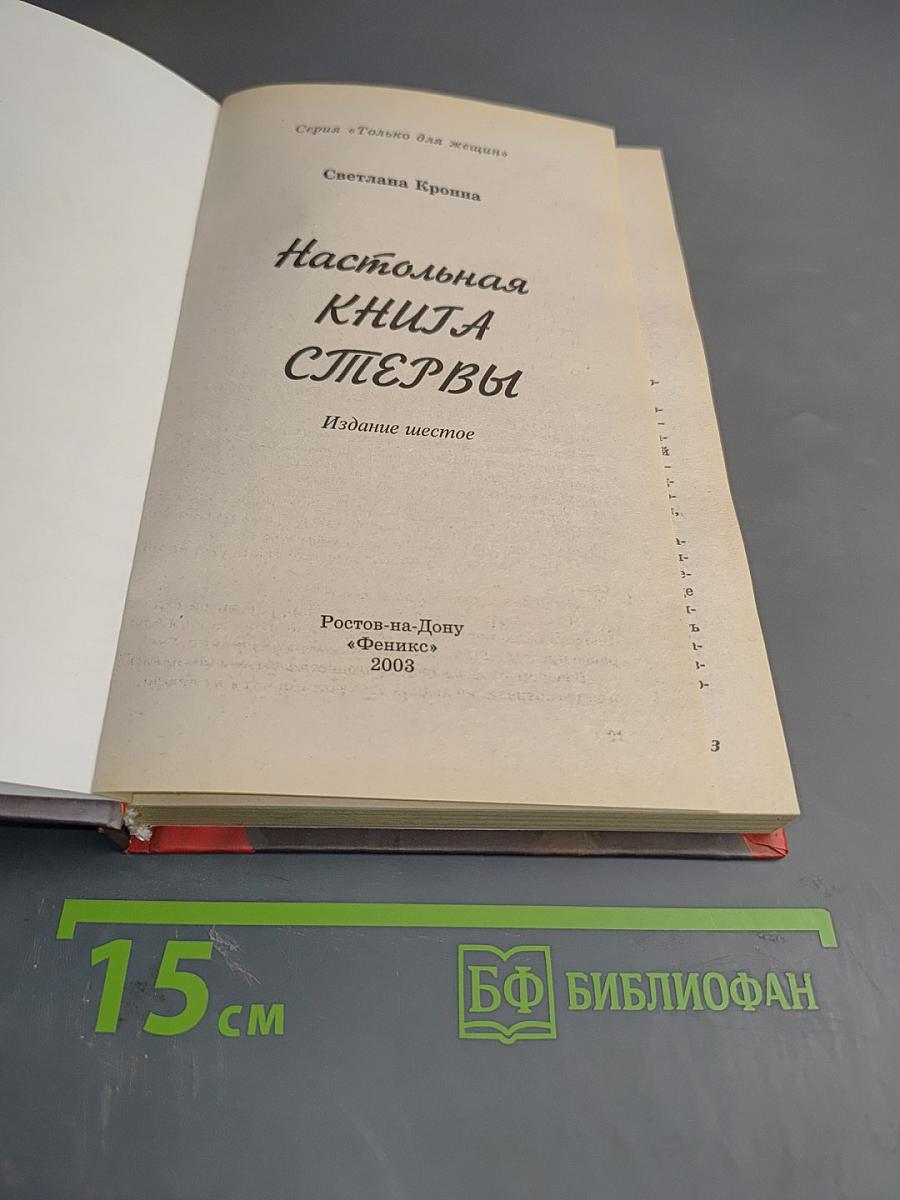 Серия «Только для жещин»
Светлана Кронна
Настольная
КНИГА
СТЕРВЫ
Издание шестое
Ростов-на-Дону
«Феникс»
2003
3
15 см
БФ БИБЛИОФАН